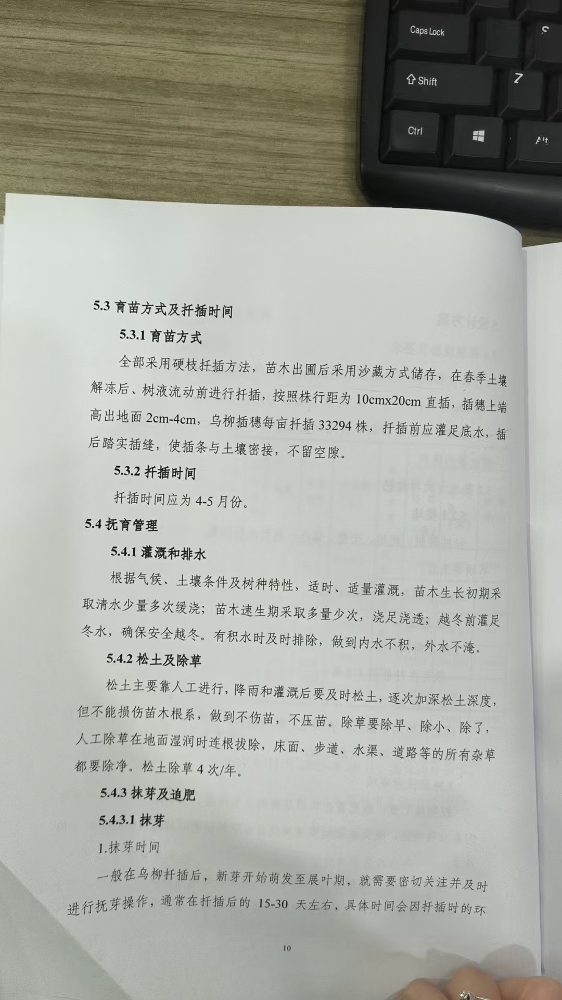 Caps Lock
S
Shift
Z
Ctrl
Alt
5.3 育苗方式及扦插时间
5.3.1 育苗方式
全部采用硬枝扦插方法，苗木出圃后采用沙藏方式储存，在春季土壤
解冻后、树液流动前进行扦插，按照株行距为 10cmx20cm 直插，插穗上端
高出地面 2cm-4cm，乌柳插穗每亩扦插 33294 株，扦插前应灌足底水，插
后踏实插缝，使插条与土壤密接，不留空隙。
5.3.2 扦插时间
扦插时间应为 4-5 月份。
5.4 抚育管理
5.4.1 灌溉和排水
根据气候、土壤条件及树种特性，适时、适量灌溉，苗木生长初期采
取清水少量多次缓浇；苗木速生期采取多量少次，浇足浇透；越冬前灌足
冬水，确保安全越冬。有积水时及时排除，做到内水不积，外水不淹。
5.4.2 松土及除草
松土主要靠人工进行，降雨和灌溉后要及时松土，逐次加深松土深度，
但不能损伤苗木根系，做到不伤苗，不压苗。除草要除早、除小、除了，
人工除草在地面湿润时连根拔除，床面、步道、水渠、道路等的所有杂草
都要除净。松土除草 4 次/年。
5.4.3 抹芽及追肥
5.4.3.1 抹芽
1.抹芽时间
一般在乌柳扦插后，新芽开始萌发至展叶期，就需要密切关注并及时
进行抚芽操作，通常在扦插后的 15-30 天左右，具体时间会因扦插时的环
10